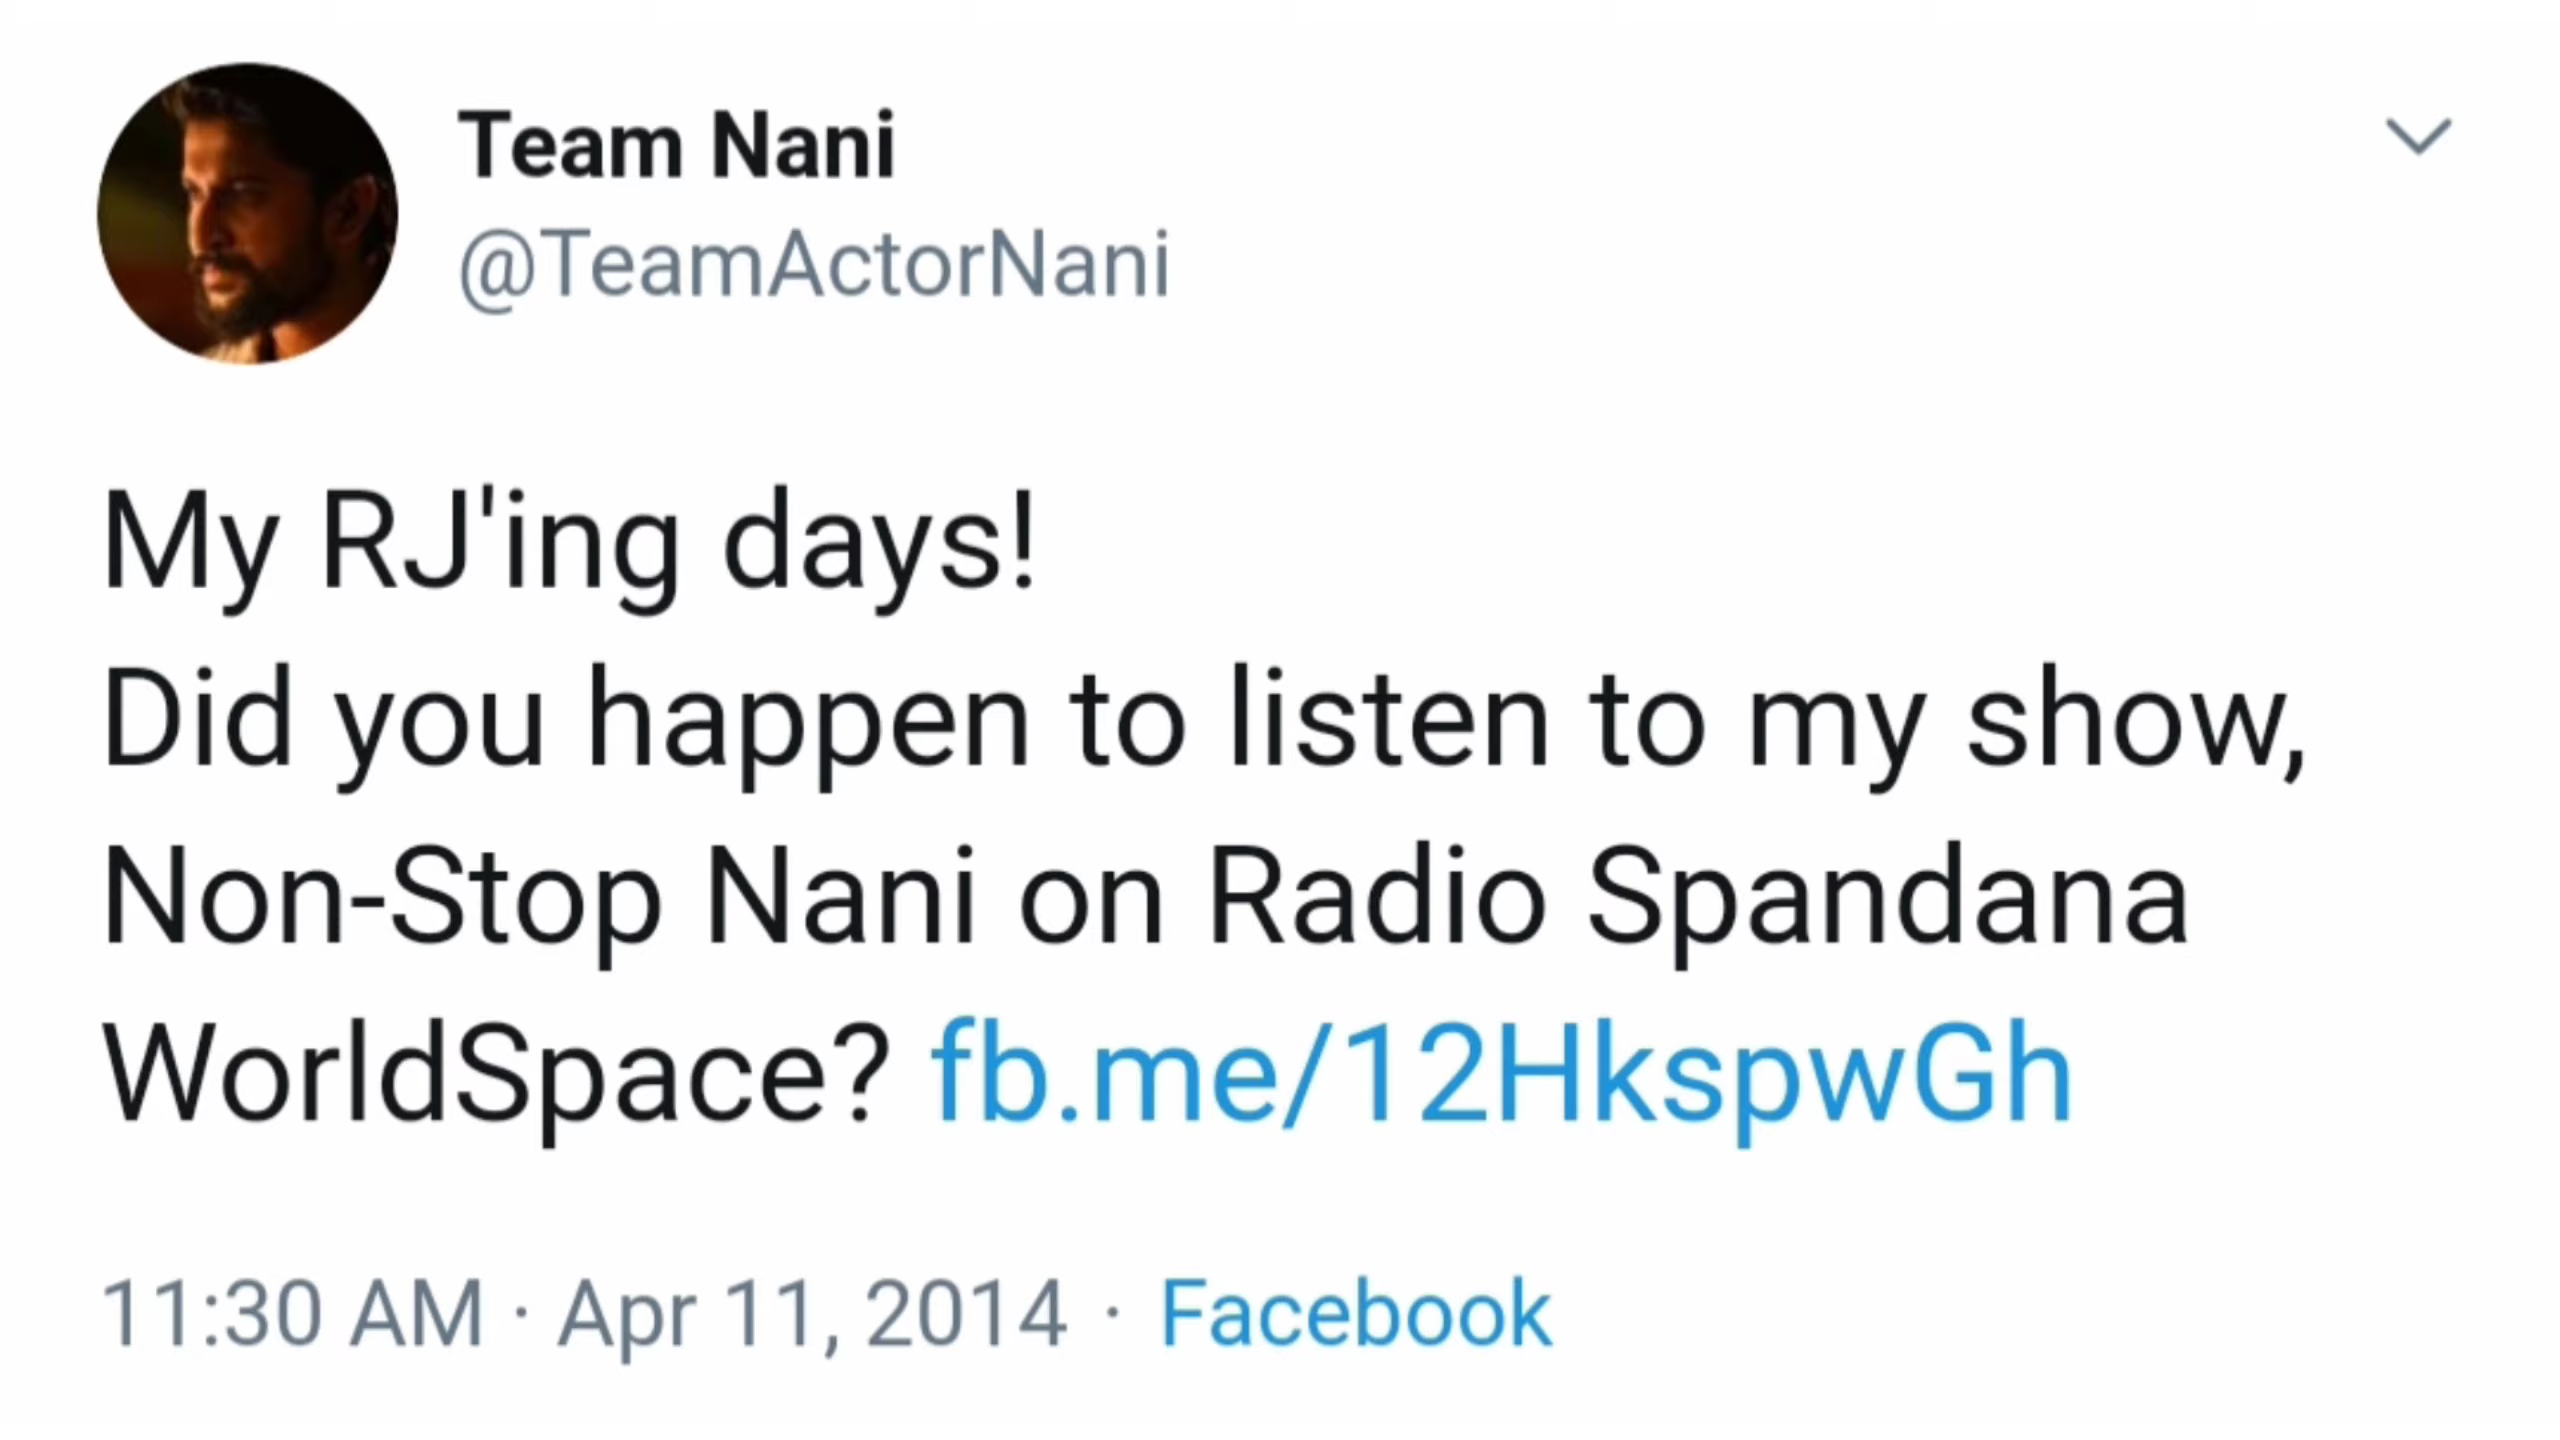 Team Nani
@TeamActorNani
My RJ'ing days!
Did you happen to listen to my show,
Non-Stop Nani on Radio Spandana
WorldSpace? fb.me/12HkspwGh
11:30 AM · Apr 11, 2014 · Facebook